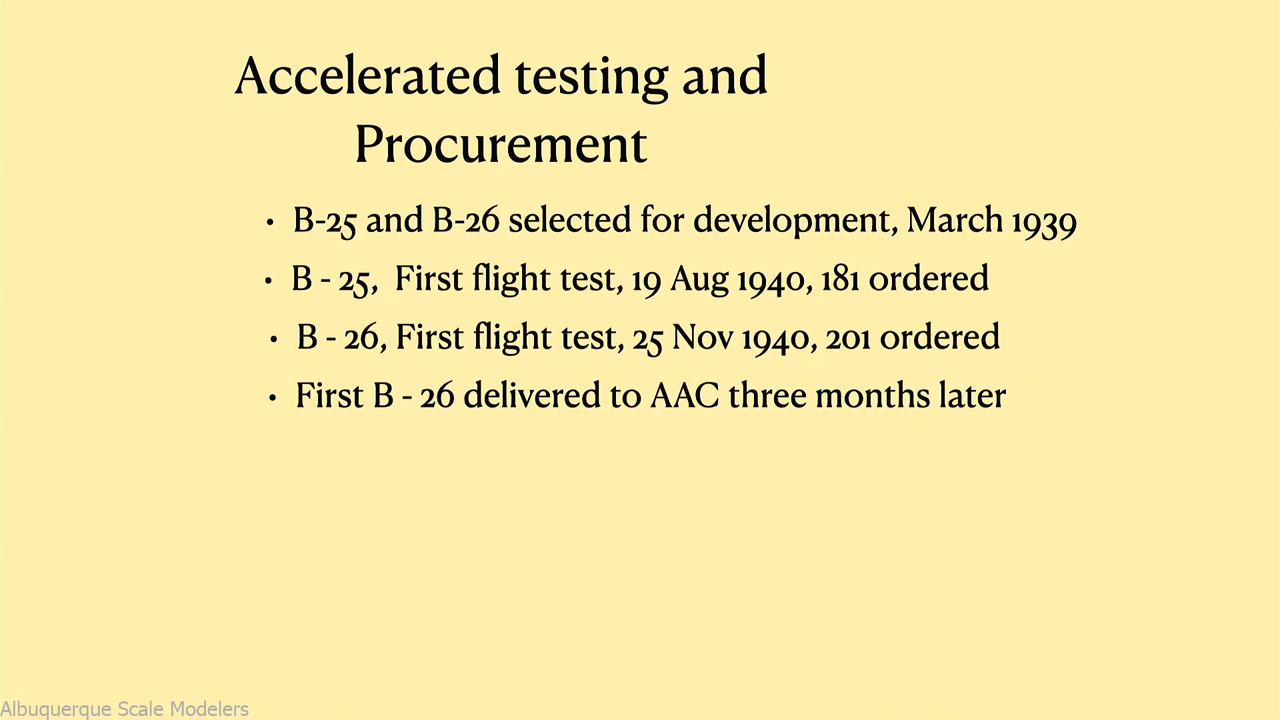 Accelerated testing and
Procurement
• B-25 and B-26 selected for development, March 1939
• B - 25,  First flight test, 19 Aug 1940, 181 ordered
• B - 26, First flight test, 25 Nov 1940, 201 ordered
• First B - 26 delivered to AAC three months later
Albuquerque Scale Modelers